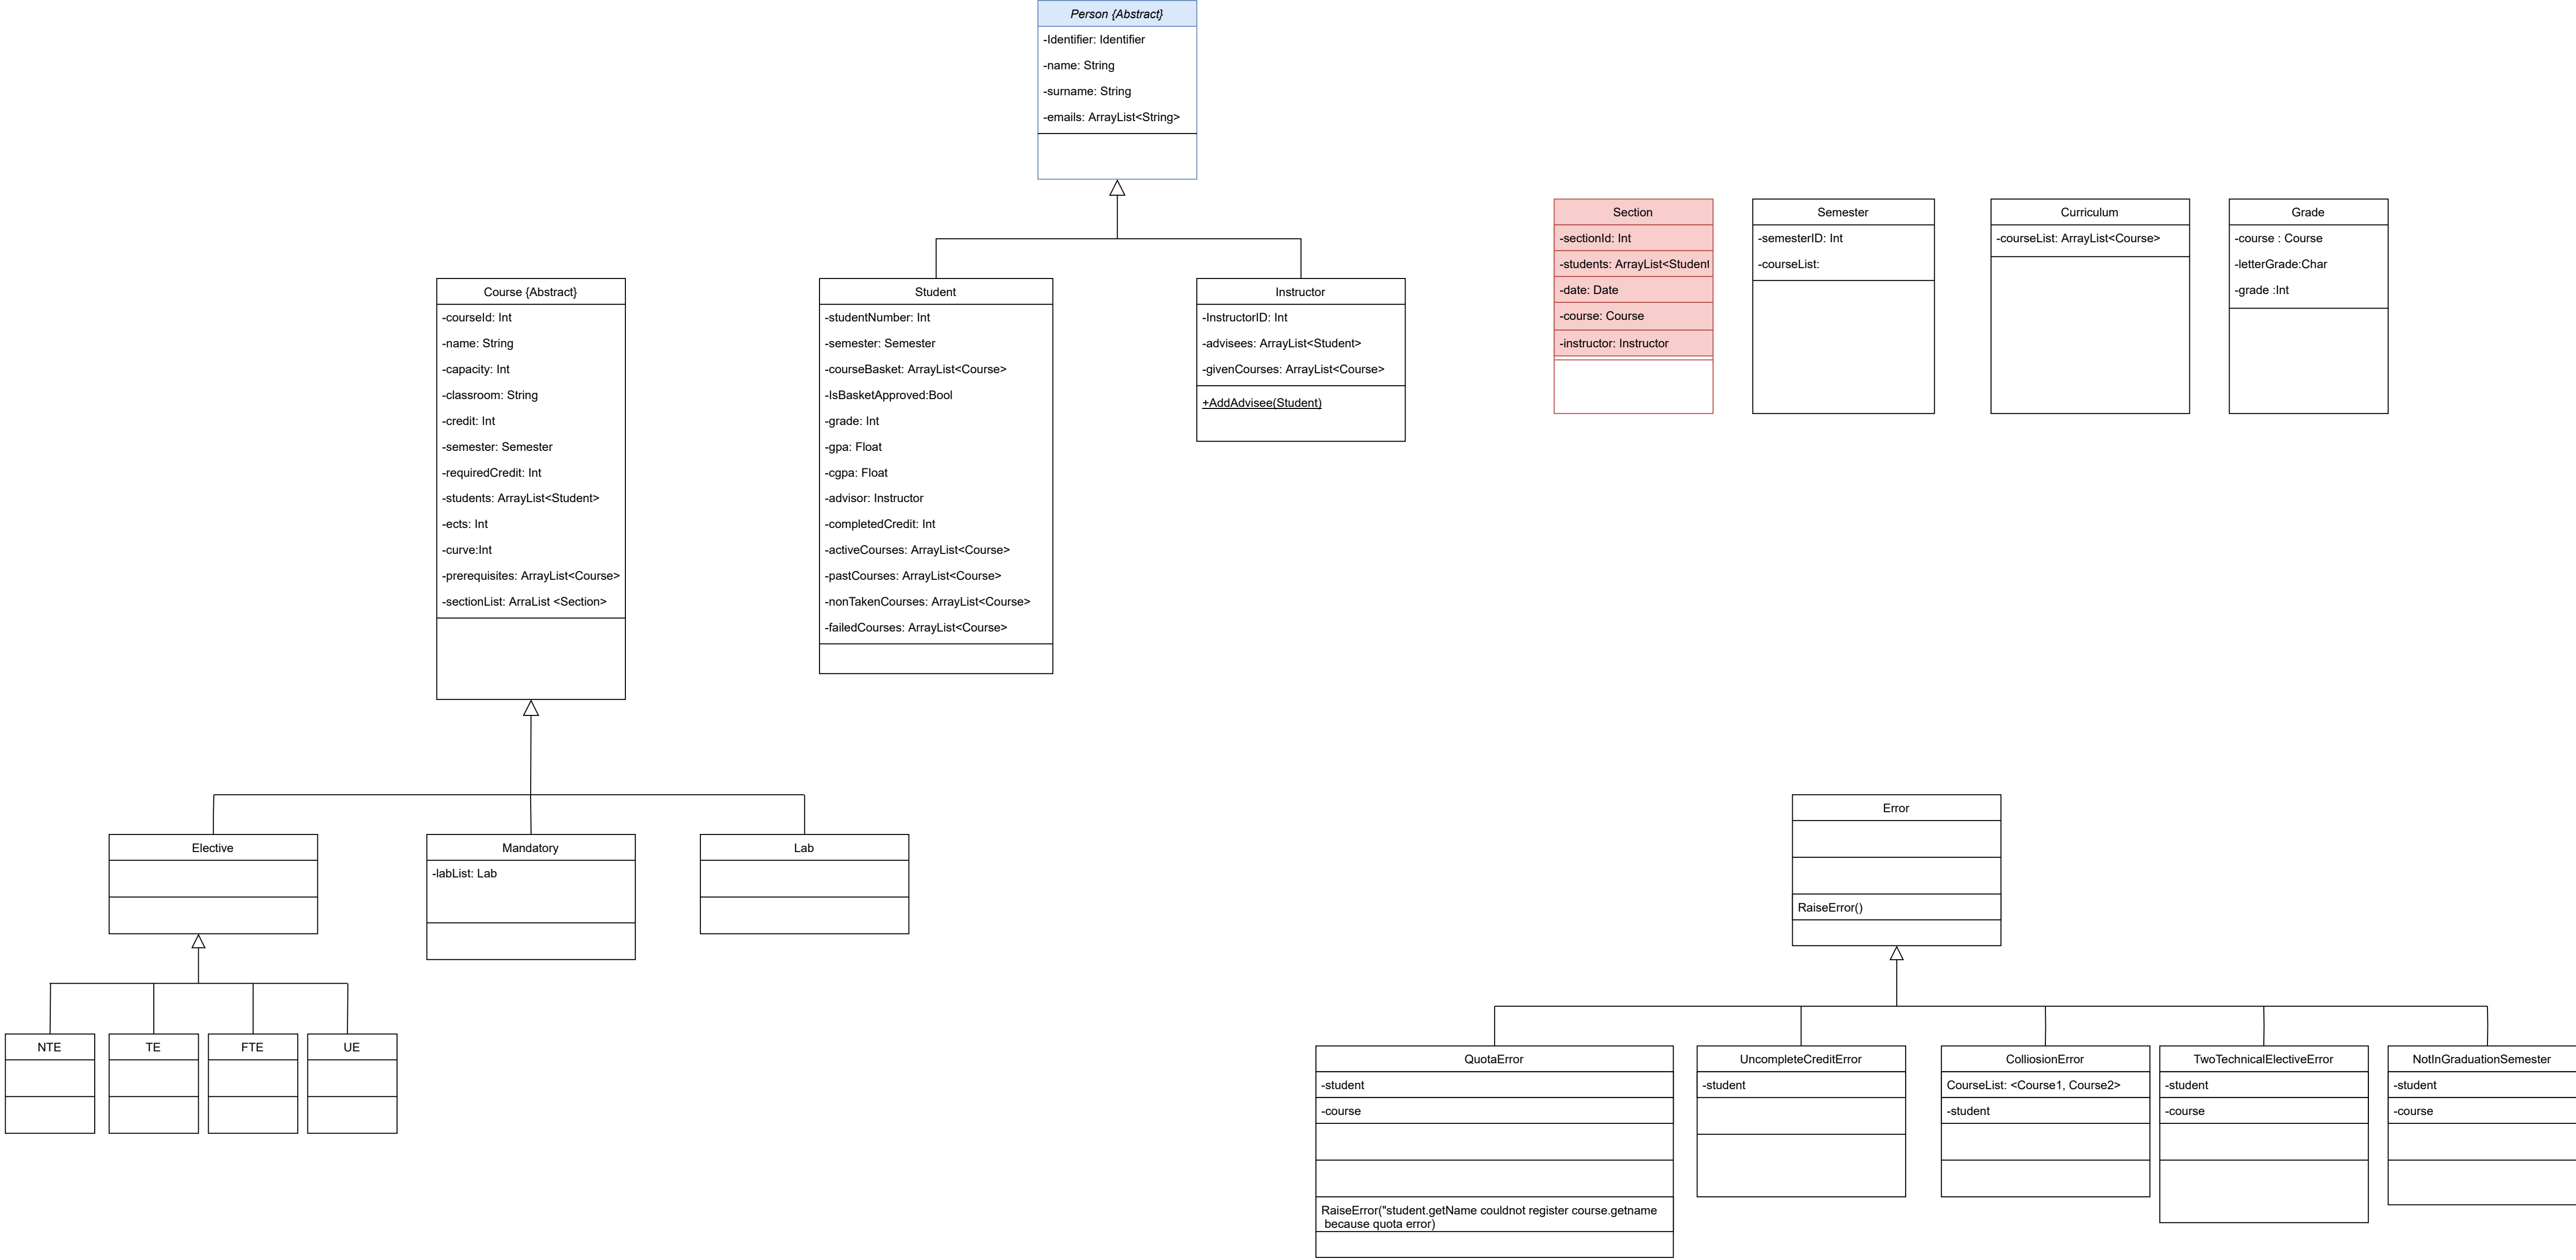 Person {Abstract}
-Identifier: Identifier
-name: String
-surname: String
-emails: ArrayList<String>
Section
-sectionId: Int
-students: ArrayList<Student
-date: Date
-course: Course
-instructor: Instructor
Semester
-semesterID: Int
-courseList:
Curriculum
-courseList: ArrayList<Course>
Grade
-course : Course
-letterGrade:Char
-grade :Int
Course {Abstract}
-courseId: Int
-name: String
-capacity: Int
-classroom: String
-credit: Int
-semester: Semester
-requiredCredit: Int
-students: ArrayList<Student>
-ects: Int
-curve:Int
-prerequisites: ArrayList<Course>
-sectionList: ArraList <Section>
Student
-studentNumber: Int
-semester: Semester
-courseBasket: ArrayList<Course>
-IsBasketApproved:Bool
-grade: Int
-gpa: Float
-cgpa: Float
-advisor: Instructor
-completedCredit: Int
-activeCourses: ArrayList<Course>
-pastCourses: ArrayList<Course>
-nonTakenCourses: ArrayList<Course>
-failedCourses: ArrayList<Course>
Instructor
-InstructorID: Int
-advisees: ArrayList<Student>
-givenCourses: ArrayList<Course>
+AddAdvisee(Student)
Elective
Mandatory
-labList: Lab
Lab
NTE
TE
FTE
UE
Error
RaiseError()
QuotaError
-student
-course
RaiseError("student.getName couldnot register course.getname
because quota error)
UncompleteCreditError
-student
ColliosionError
CourseList: <Course1, Course2>
-student
TwoTechnicalElectiveError
-student
-course
NotInGraduationSemester
-student
-course